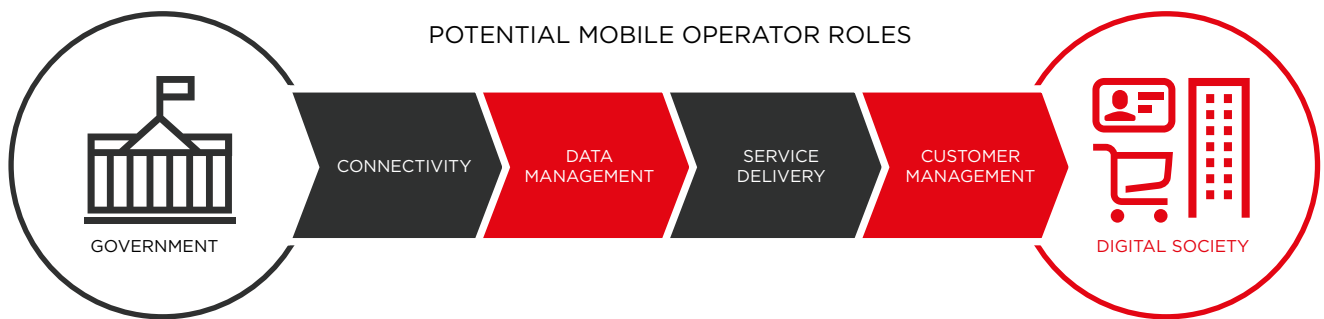 POTENTIAL MOBILE OPERATOR ROLES
GOVERNMENT
CONNECTIVITY
DATA
MANAGEMENT
SERVICE
DELIVERY
CUSTOMER
MANAGEMENT
DIGITAL SOCIETY